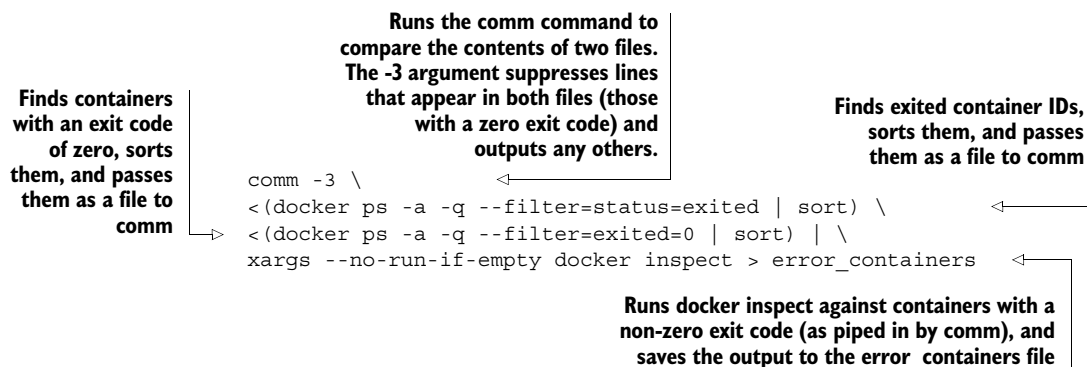 Runs the comm command to
compare the contents of two files.
The -3 argument suppresses lines
that appear in both files (those
with a zero exit code) and
outputs any others.
Finds containers
with an exit code
of zero, sorts
them, and passes
them as a file to
comm
Finds exited container IDs,
sorts them, and passes
them as a file to comm
comm -3 \
<(docker ps -a -q --filter=status=exited | sort) \
<(docker ps -a -q --filter=exited=0 | sort) | \
xargs --no-run-if-empty docker inspect > error_containers
Runs docker inspect against containers with a
non-zero exit code (as piped in by comm), and
saves the output to the error containers file